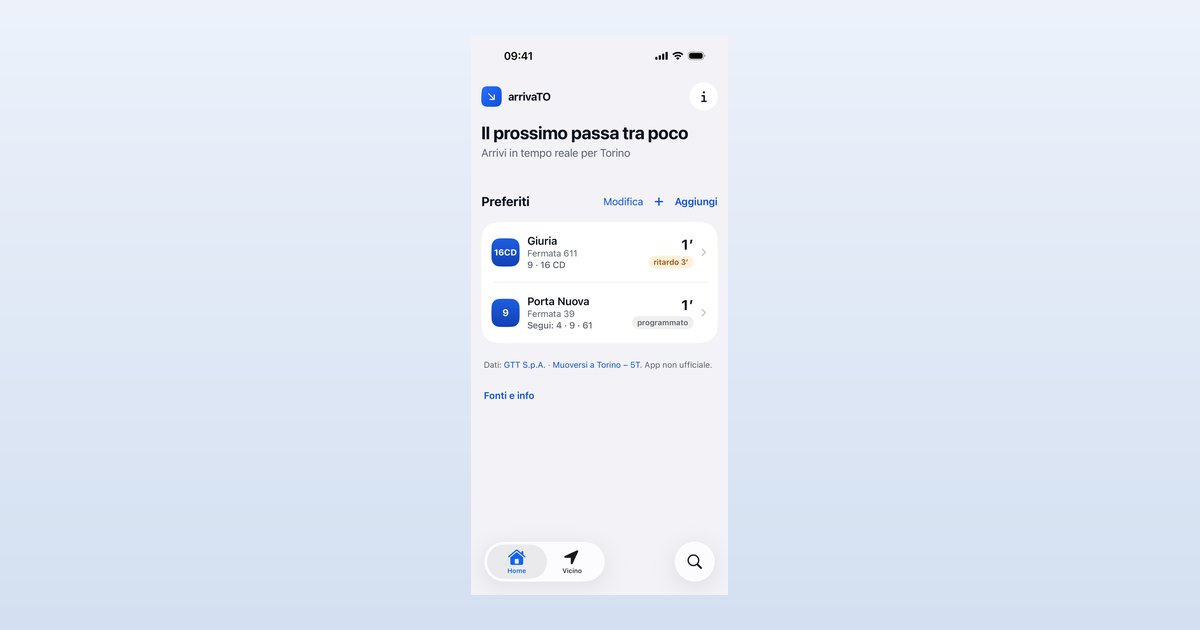 09:41
arrivaTO
i
Il prossimo passa tra poco
Arrivi in tempo reale per Torino
Preferiti
Modifica + Aggiungi
16CD
Giuria
Fermata 611
9 · 16 CD
1′
ritardo 3′
9
Porta Nuova
Fermata 39
Segui: 4 · 9 · 61
1′
programmato
Dati: GTT S.p.A. · Muoversi a Torino – 5T. App non ufficiale.
Fonti e info
Home
Vicino